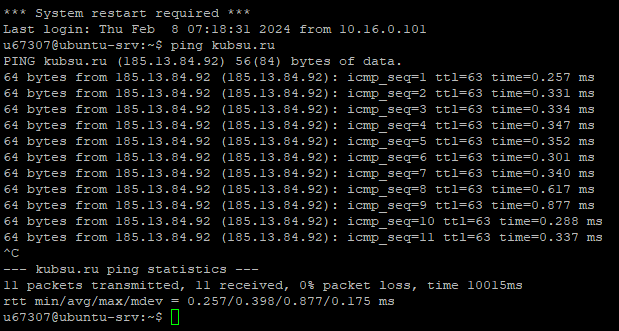 *** System restart required ***
Last login: Thu Feb  8 07:18:31 2024 from 10.16.0.101
u67307@ubuntu-srv:~$ ping kubsu.ru
PING kubsu.ru (185.13.84.92) 56(84) bytes of data.
64 bytes from 185.13.84.92 (185.13.84.92): icmp_seq=1 ttl=63 time=0.257 ms
64 bytes from 185.13.84.92 (185.13.84.92): icmp_seq=2 ttl=63 time=0.331 ms
64 bytes from 185.13.84.92 (185.13.84.92): icmp_seq=3 ttl=63 time=0.334 ms
64 bytes from 185.13.84.92 (185.13.84.92): icmp_seq=4 ttl=63 time=0.347 ms
64 bytes from 185.13.84.92 (185.13.84.92): icmp_seq=5 ttl=63 time=0.352 ms
64 bytes from 185.13.84.92 (185.13.84.92): icmp_seq=6 ttl=63 time=0.301 ms
64 bytes from 185.13.84.92 (185.13.84.92): icmp_seq=7 ttl=63 time=0.340 ms
64 bytes from 185.13.84.92 (185.13.84.92): icmp_seq=8 ttl=63 time=0.617 ms
64 bytes from 185.13.84.92 (185.13.84.92): icmp_seq=9 ttl=63 time=0.877 ms
64 bytes from 185.13.84.92 (185.13.84.92): icmp_seq=10 ttl=63 time=0.288 ms
64 bytes from 185.13.84.92 (185.13.84.92): icmp_seq=11 ttl=63 time=0.337 ms
^C
--- kubsu.ru ping statistics ---
11 packets transmitted, 11 received, 0% packet loss, time 10015ms
rtt min/avg/max/mdev = 0.257/0.398/0.877/0.175 ms
u67307@ubuntu-srv:~$